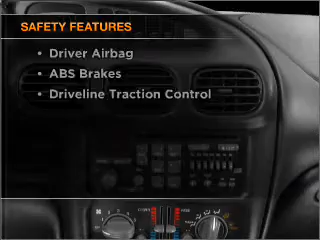 SAFETY FEATURES
• Driver Airbag
• ABS Brakes
• Driveline Traction Control